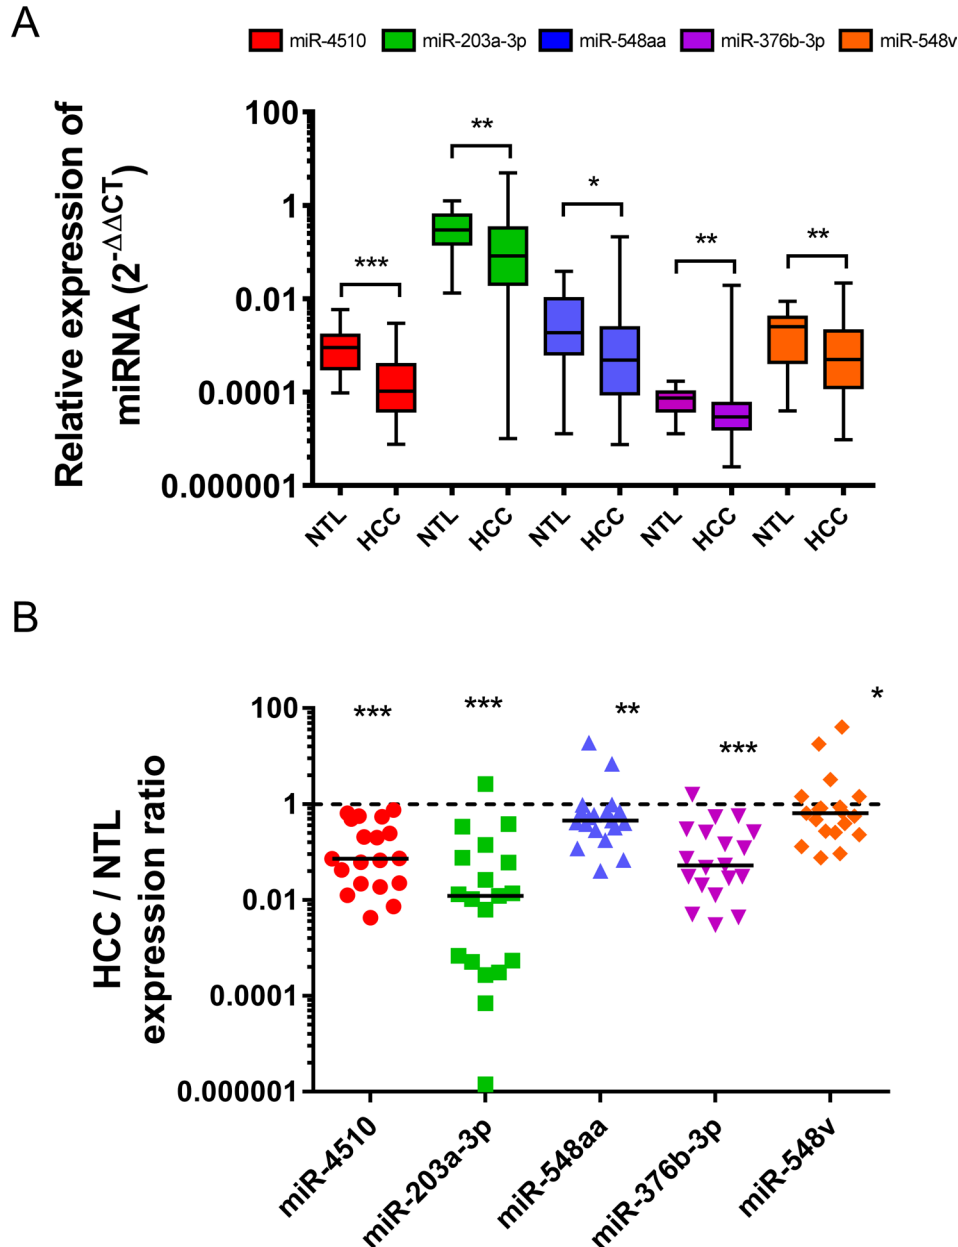 A
miR-4510 miR-203a-3p miR-548aa miR-376b-3p miR-548v
Relative expression of
miRNA (2-ΔΔCT)
100
1
0.01
0.0001
0.000001
***
**
*
**
**
NTL HCC NTL HCC NTL HCC NTL HCC NTL HCC
B
HCC / NTL
expression ratio
100
1
0.01
0.0001
0.000001
***
***
**
***
*
miR-4510 miR-203a-3p miR-548aa miR-376b-3p miR-548v